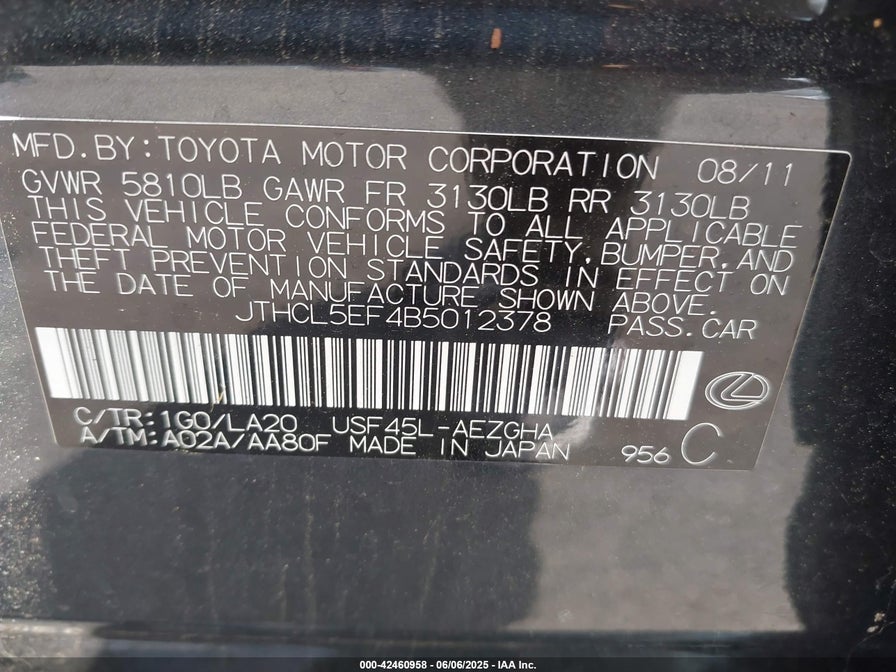 MFD.BY:TOYOTA MOTOR CORPORATION 08/11
GVWR 5810LB GAWR FR 3130LB RR 3130LB
THIS VEHICLE CONFORMS TO ALL APPLICABLE
FEDERAL MOTOR VEHICLE SAFETY,BUMPER,AND
THEFT PREVENTION STANDARDS IN EFFECT ON
THE DATE OF MANUFACTURE SHOWN ABOVE.
JTHCL5EF4B5012378 PASS.CAR
C/TR:1G0/LA20 USF45L-AEZGHA
A/TM:A02A/AA80F MADE IN JAPAN 956 C
000-42460958 - 06/06/2025 - IAA Inc.